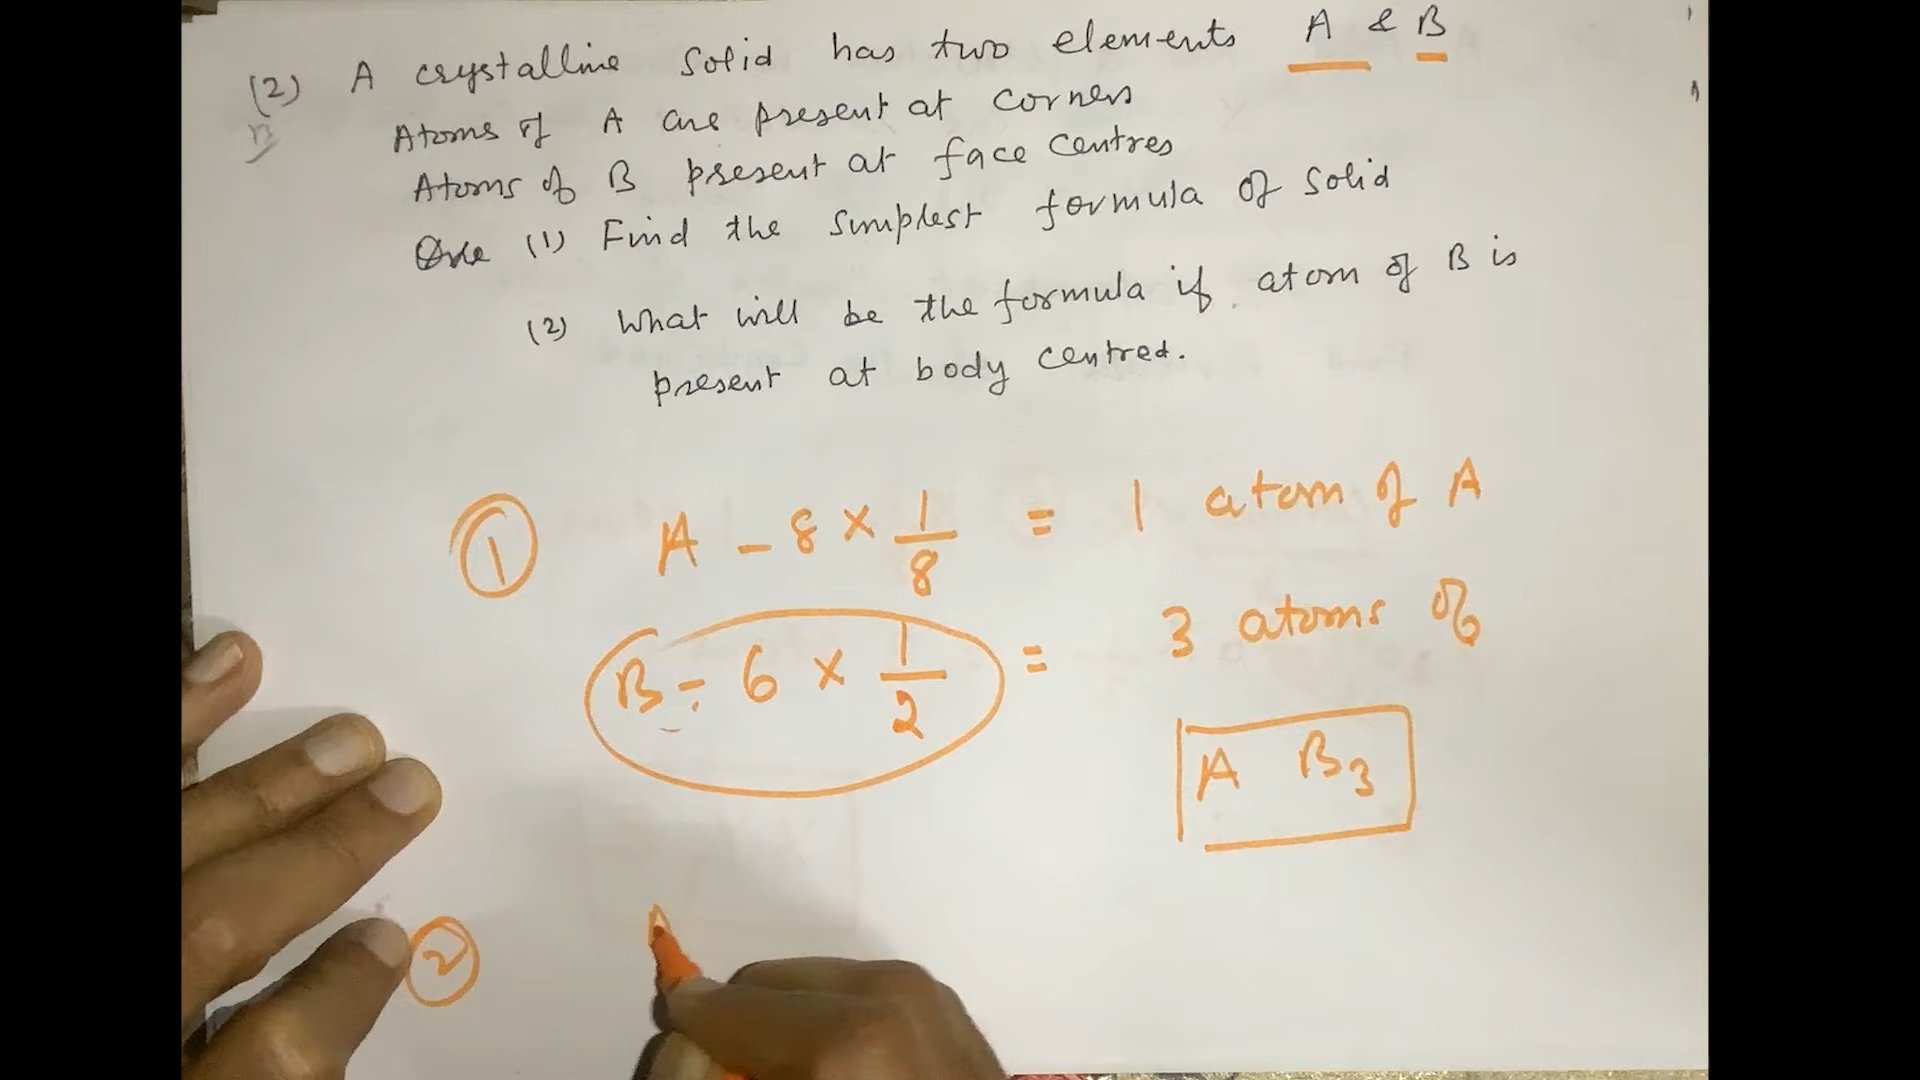 (2) A crystalline solid has two elements A & B
Atoms of A are present at corners
Atoms of B present at face centres
(1) Find the simplest formula of solid
(2) What will be the formula if atom of B is
present at body centred.
1 A - 8 × 1/8 = 1 atom of A
B - 6 × 1/2 = 3 atoms of
A B3
2